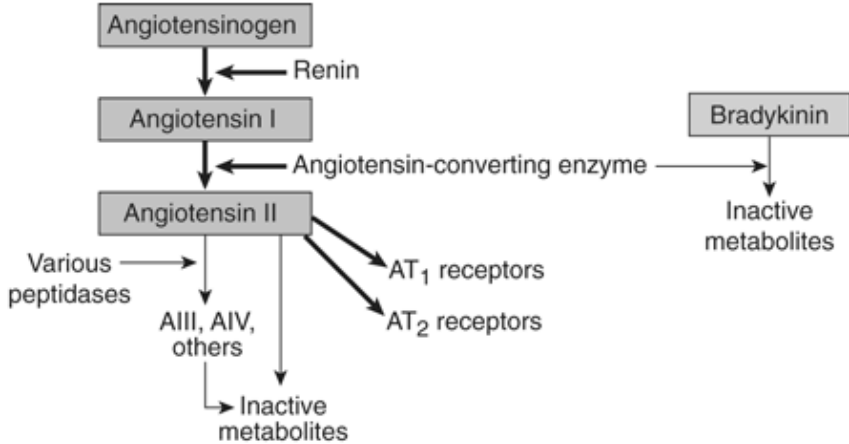 Angiotensinogen
Renin
Angiotensin I
Bradykinin
Angiotensin-converting enzyme
Angiotensin II
Inactive
metabolites
Various
peptidases
AT1 receptors
AIII, AIV,
others
AT2 receptors
Inactive
metabolites